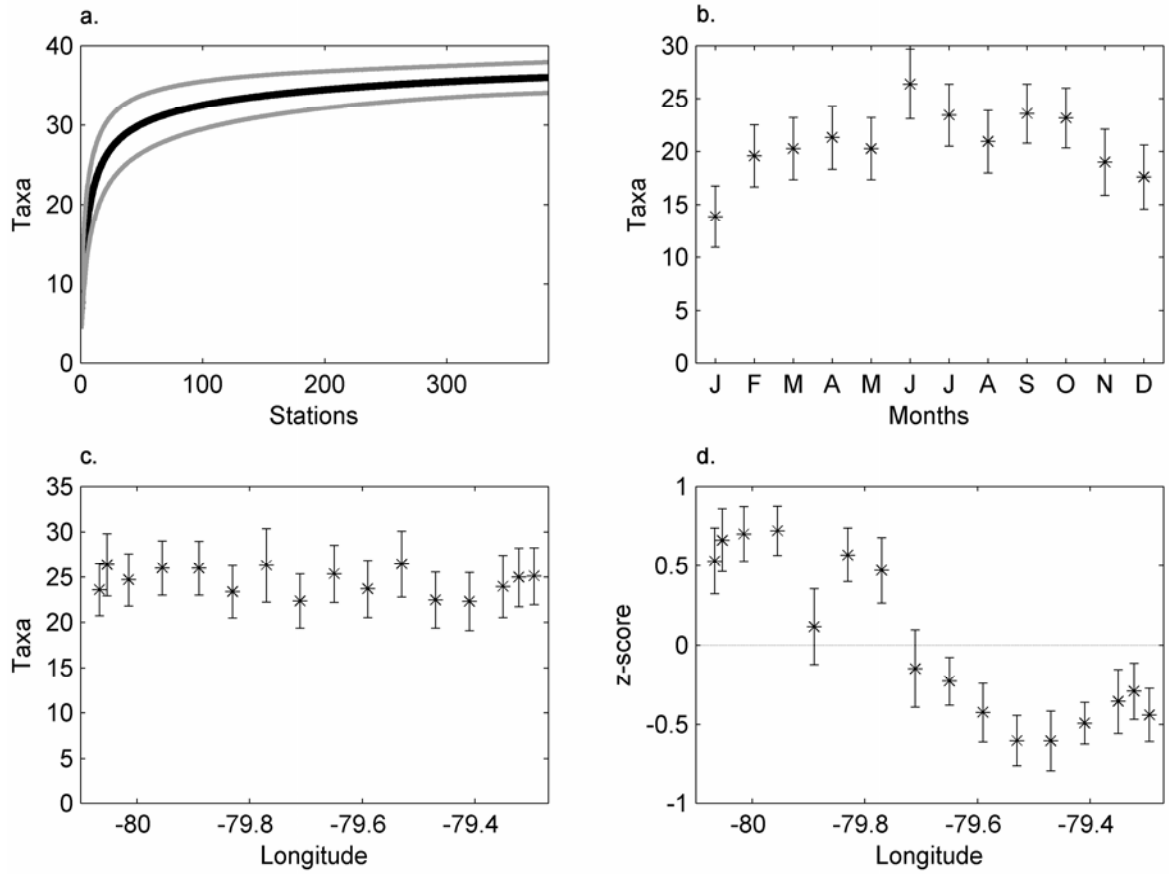 a.
40
30
20
10
0
Taxa
0 100 200 300
Stations
b.
30
25
20
15
10
5
0
Taxa
J F M A M J J A S O N D
Months
c.
35
30
25
20
15
10
5
0
Taxa
-80 -79.8 -79.6 -79.4
Longitude
d.
1
0.5
0
-0.5
-1
z-score
-80 -79.8 -79.6 -79.4
Longitude